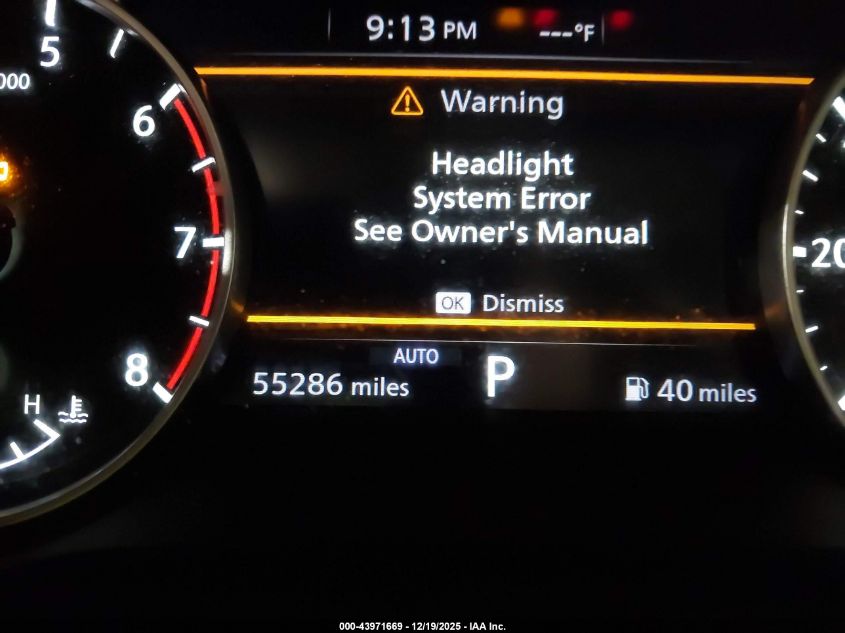 9:13 PM
---°F
5
000
6
7
8
H
Warning
Headlight
System Error
See Owner's Manual
OK Dismiss
AUTO
55286 miles
P
40 miles
20
000-43971669 - 12/19/2025 - IAA Inc.